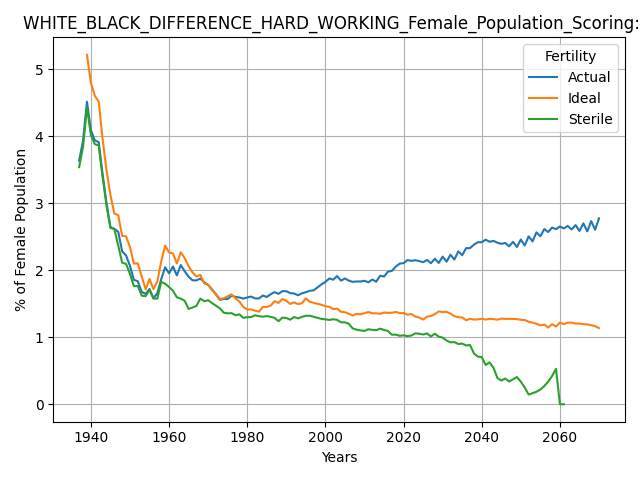 WHITE_BLACK_DIFFERENCE_HARD_WORKING_Female_Population_Scoring:
Fertility
Actual
Ideal
Sterile
% of Female Population
5
4
3
2
1
0
1940 1960 1980 2000 2020 2040 2060
Years